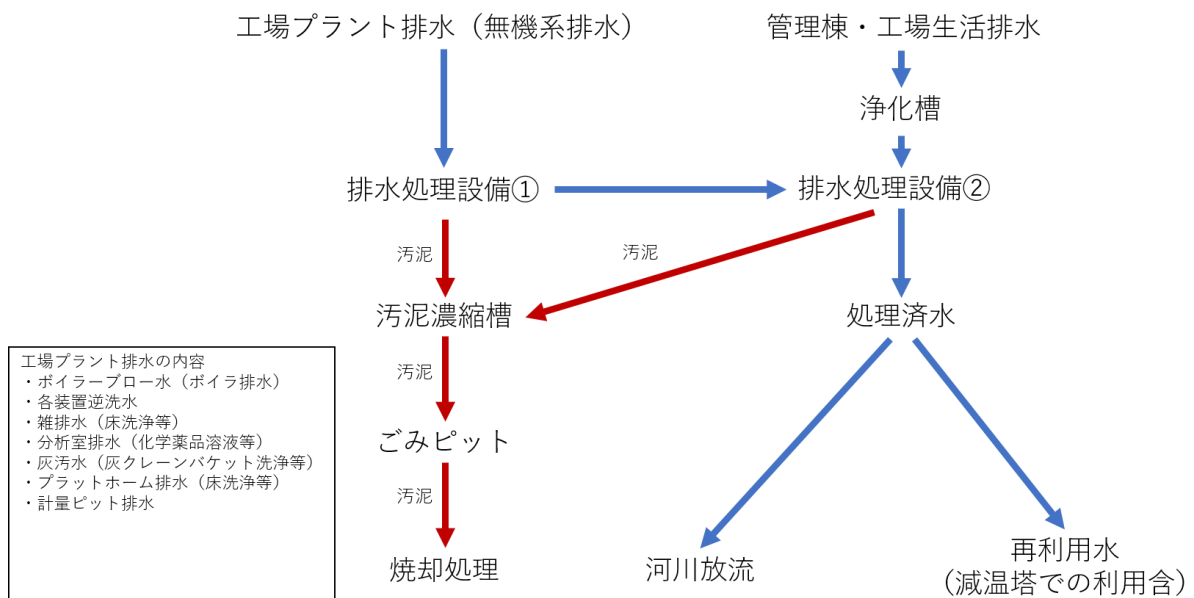 工場プラント排水（無機系排水）
管理棟・工場生活排水
浄化槽
排水処理設備①
排水処理設備②
汚泥
汚泥
汚泥濃縮槽
処理済水
工場プラント排水の内容
・ボイラーブロー水（ボイラ排水）
・各装置逆洗水
・雑排水（床洗浄等）
・分析室排水（化学薬品溶液等）
・灰汚水（灰クレーンバケット洗浄等）
・プラットホーム排水（床洗浄等）
・計量ピット排水
汚泥
ごみピット
汚泥
焼却処理
河川放流
再利用水
（減温塔での利用含）